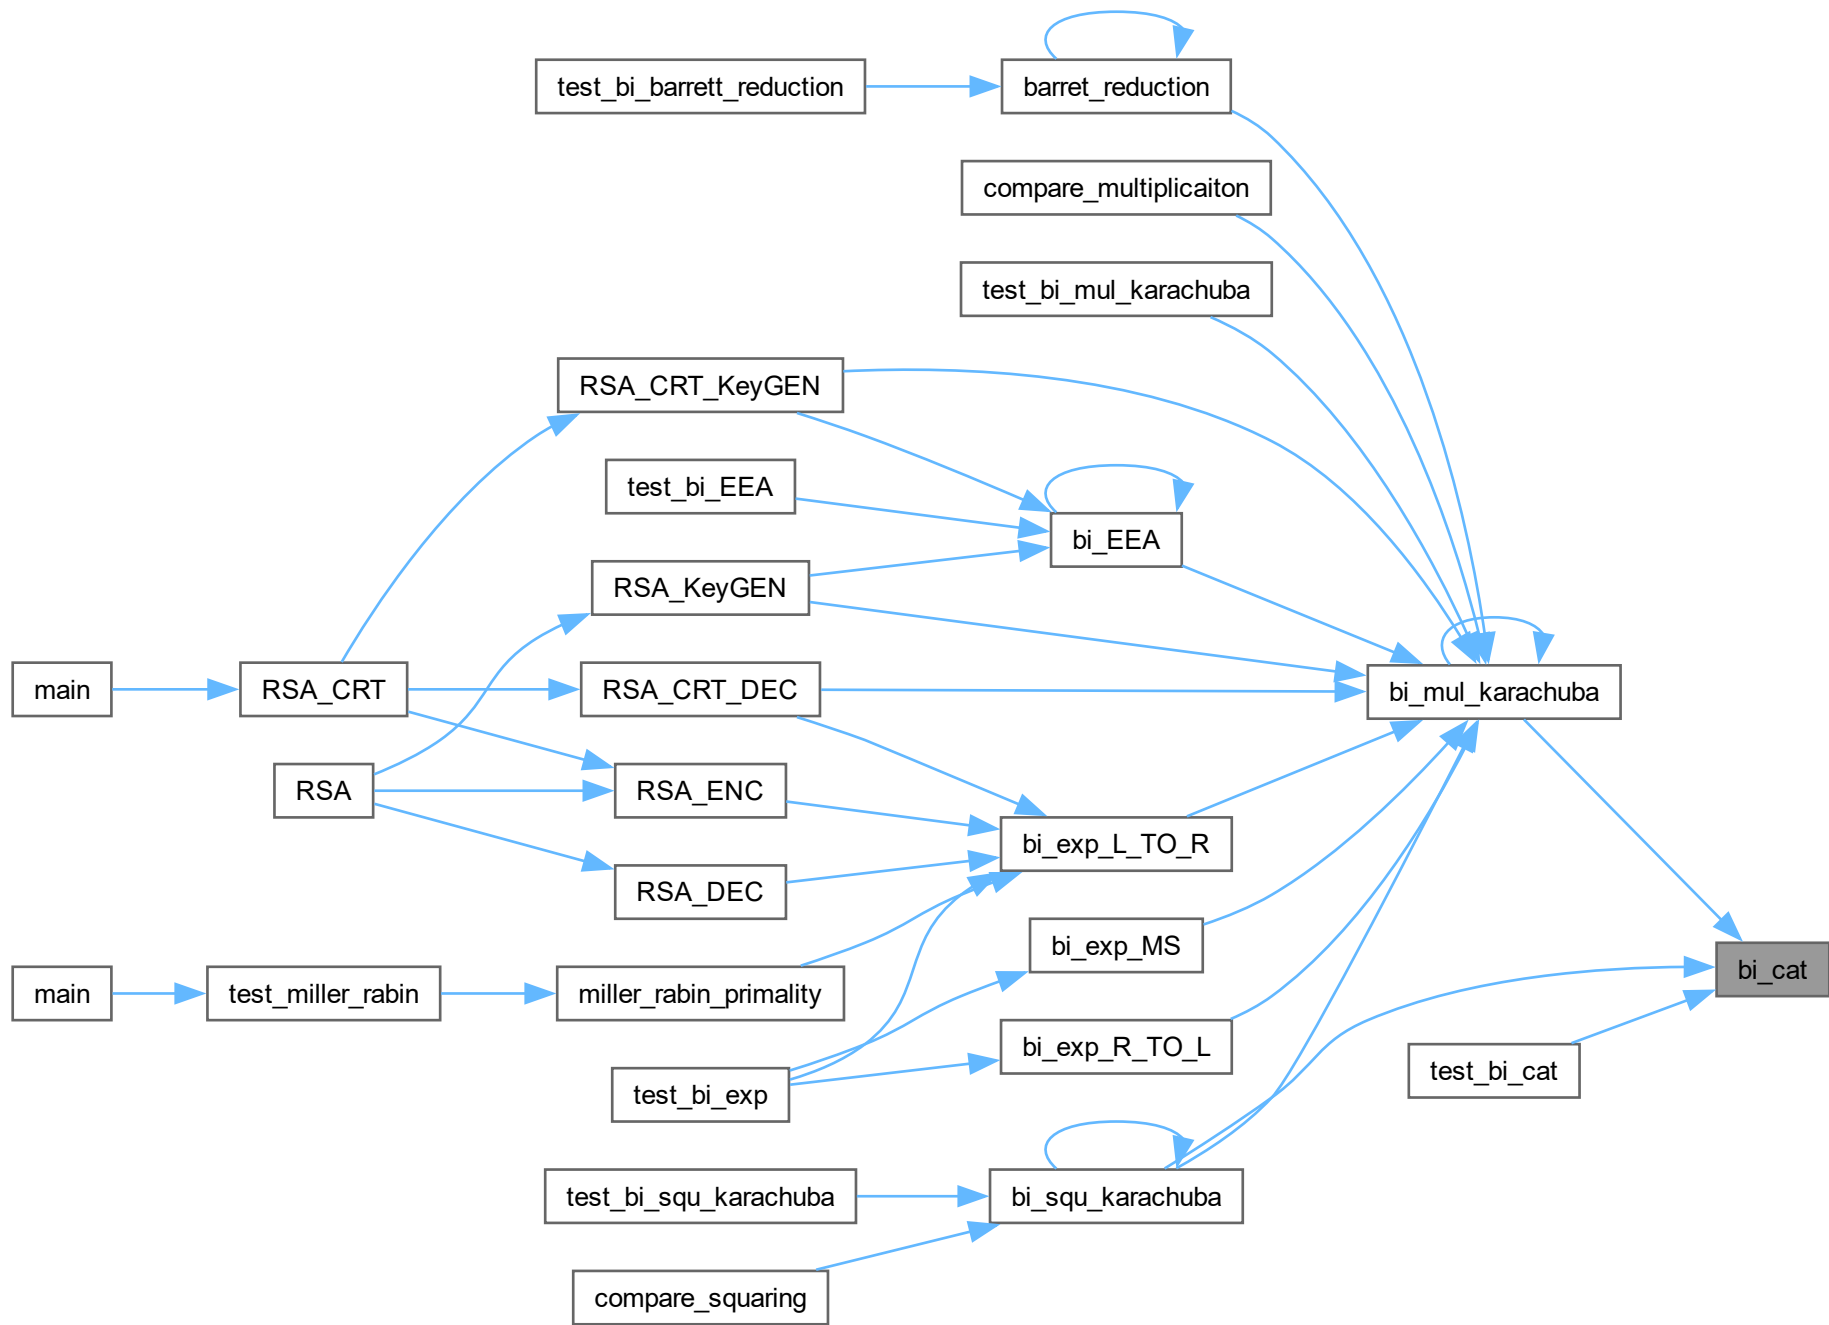 test_bi_barrett_reduction
barret_reduction
compare_multiplicaiton
test_bi_mul_karachuba
RSA_CRT_KeyGEN
test_bi_EEA
bi_EEA
RSA_KeyGEN
main
RSA_CRT
RSA_CRT_DEC
bi_mul_karachuba
RSA
RSA_ENC
bi_exp_L_TO_R
RSA_DEC
bi_exp_MS
bi_cat
main
test_miller_rabin
miller_rabin_primality
bi_exp_R_TO_L
test_bi_cat
test_bi_exp
test_bi_squ_karachuba
bi_squ_karachuba
compare_squaring